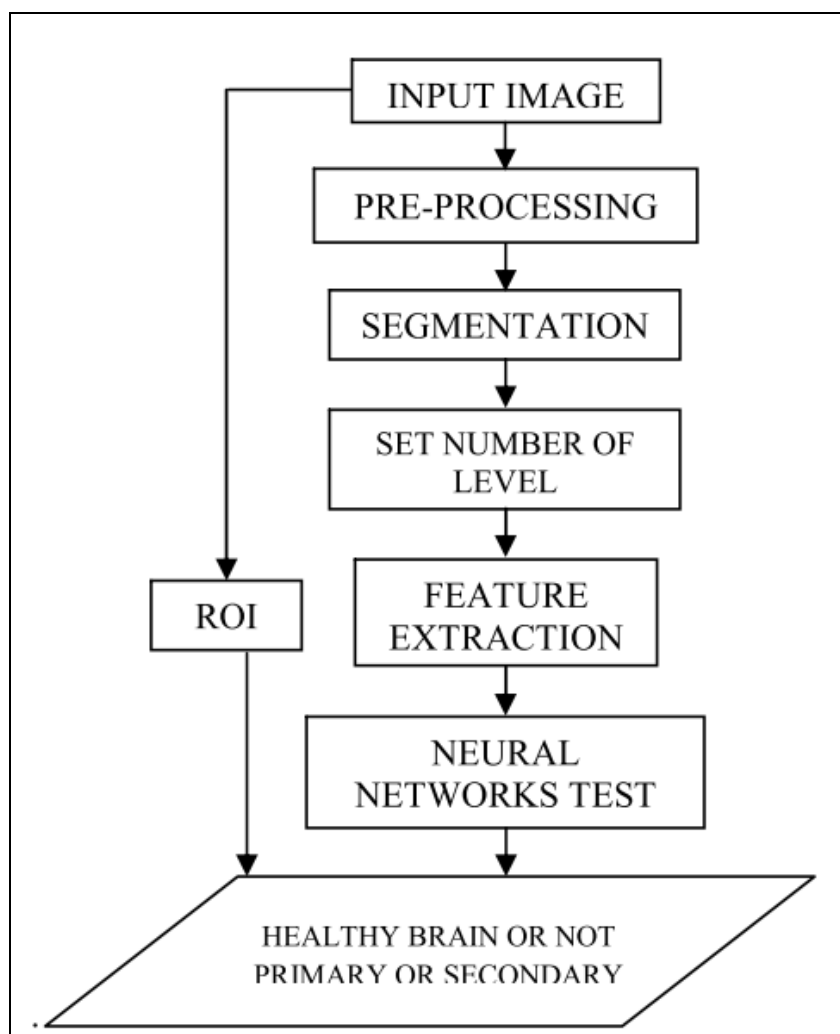 INPUT IMAGE
PRE-PROCESSING
SEGMENTATION
SET NUMBER OF
LEVEL
FEATURE
EXTRACTION
ROI
NEURAL
NETWORKS TEST
HEALTHY BRAIN OR NOT
PRIMARY OR SECONDARY